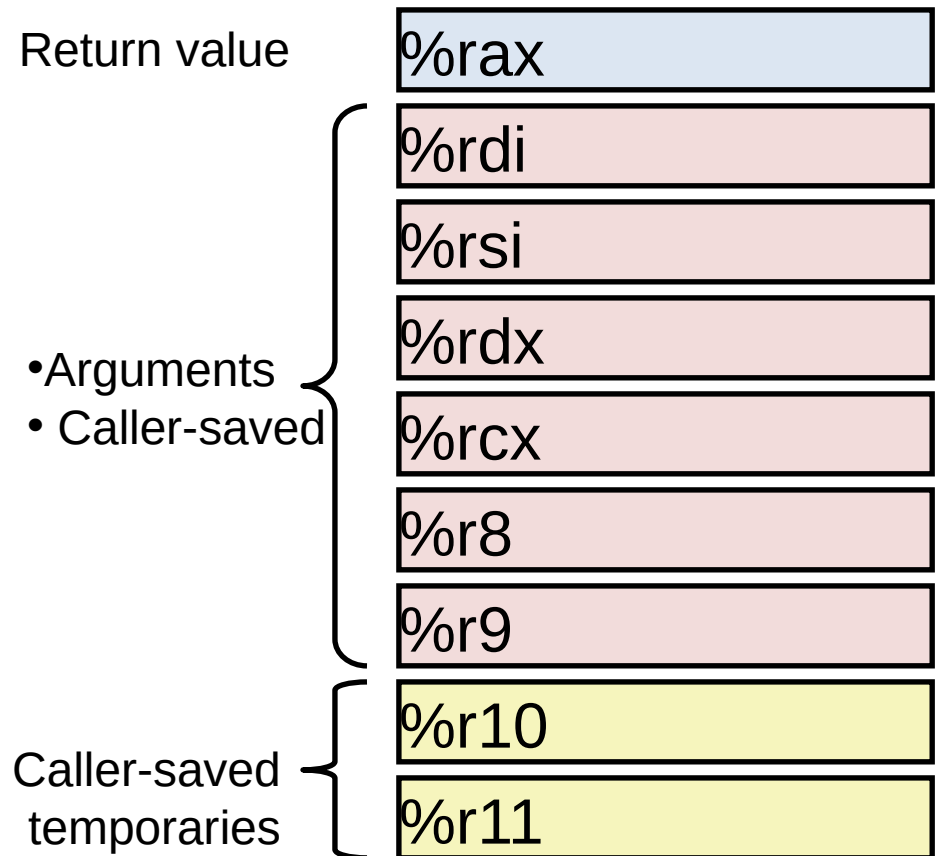 Return value
%rax
%rdi
%rsi
%rdx
•Arguments
• Caller-saved
%rcx
%r8
%r9
%r10
Caller-saved
temporaries
%r11